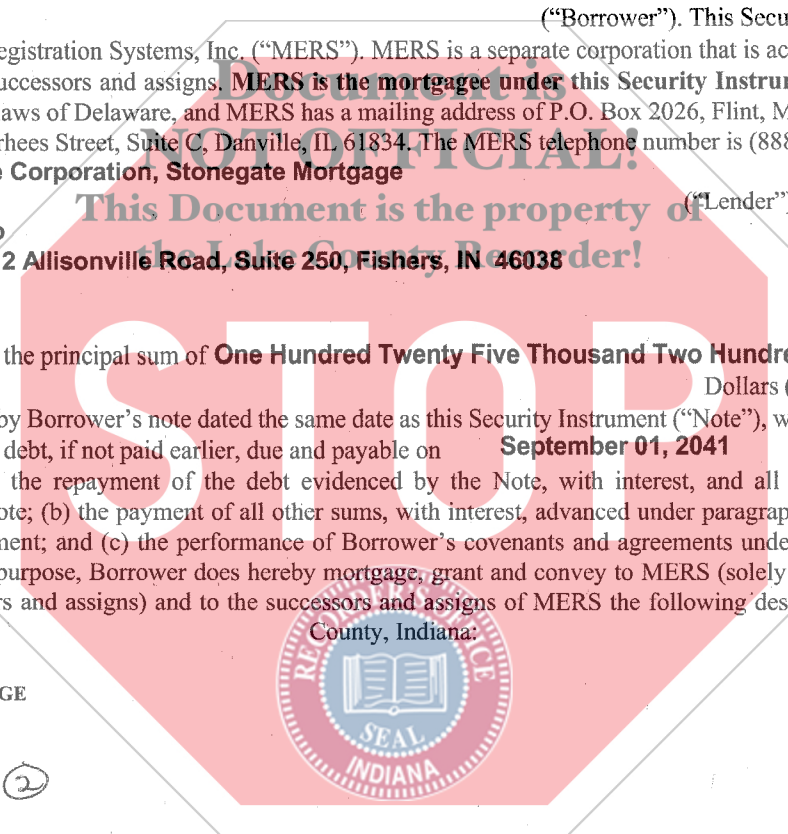 ("Borrower"). This Secu
egistration Systems, Inc. ("MERS"). MERS is a separate corporation that is ac
uccessors and assigns. MERS is the mortgagee under this Security Instrum
Document is
aws of Delaware, and MERS has a mailing address of P.O. Box 2026, Flint, M
rhees Street, Suite C, Danville, IL 61834. The MERS telephone number is (888
NOT OFFICIAL!
e Corporation, Stonegate Mortgage
This Document is the property of
("Lender")
the Lake County Recorder!
2 Allisonville Road, Suite 250, Fishers, IN 46038
STOP
the principal sum of One Hundred Twenty Five Thousand Two Hundre
Dollars (
by Borrower's note dated the same date as this Security Instrument ("Note"), w
debt, if not paid earlier, due and payable on September 01, 2041
the repayment of the debt evidenced by the Note, with interest, and all
ote; (b) the payment of all other sums, with interest, advanced under paragrap
ment; and (c) the performance of Borrower's covenants and agreements unde
purpose, Borrower does hereby mortgage, grant and convey to MERS (solely
rs and assigns) and to the successors and assigns of MERS the following des
County, Indiana:
RECORDER'S OFFICE
SEAL
INDIANA
GE
2